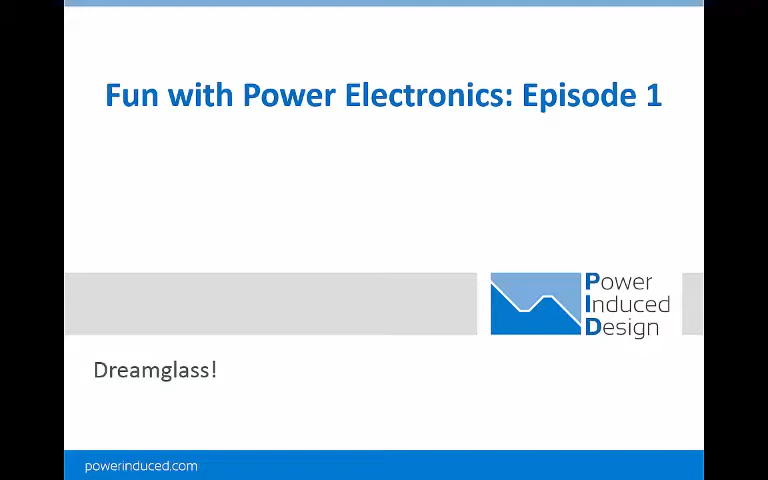 Fun with Power Electronics: Episode 1
Power
Induced
Design
Dreamglass!
powerinduced.com